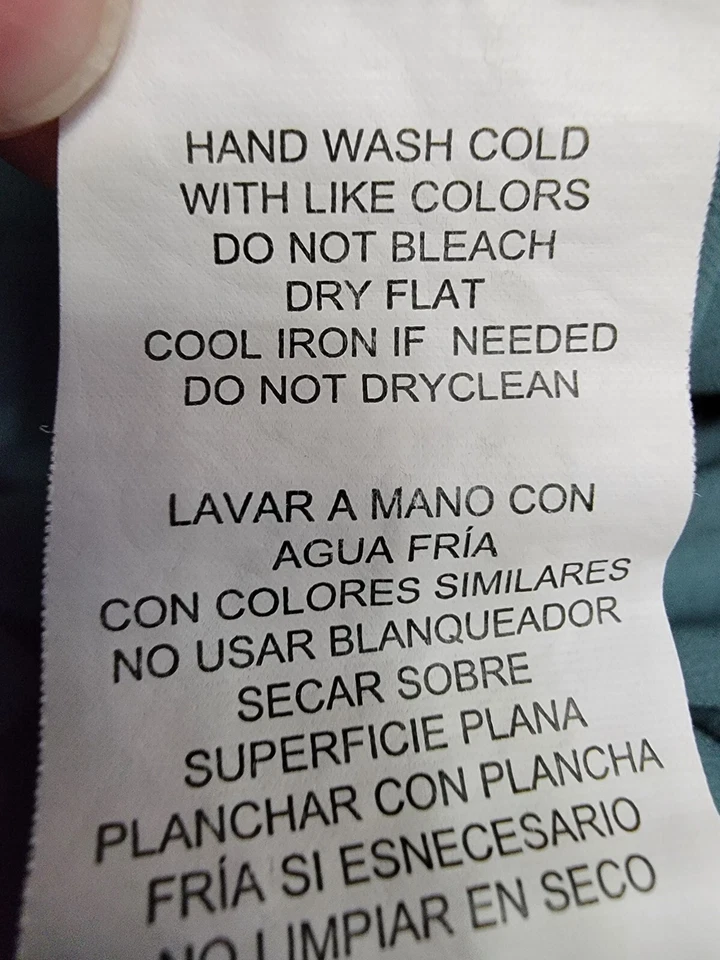 HAND WASH COLD
WITH LIKE COLORS
DO NOT BLEACH
DRY FLAT
COOL IRON IF NEEDED
DO NOT DRYCLEAN
LAVAR A MANO CON
AGUA FRÍA
CON COLORES SIMILARES
NO USAR BLANQUEADOR
SECAR SOBRE
SUPERFICIE PLANA
PLANCHAR CON PLANCHA
FRÍA SI ESNECESARIO
NO LIMPIAR EN SECO